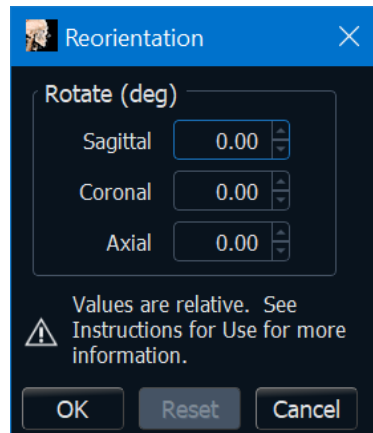 Reorientation
Rotate (deg)
Sagittal 0.00
Coronal 0.00
Axial 0.00
Values are relative.  See
Instructions for Use for more
information.
OK Reset Cancel